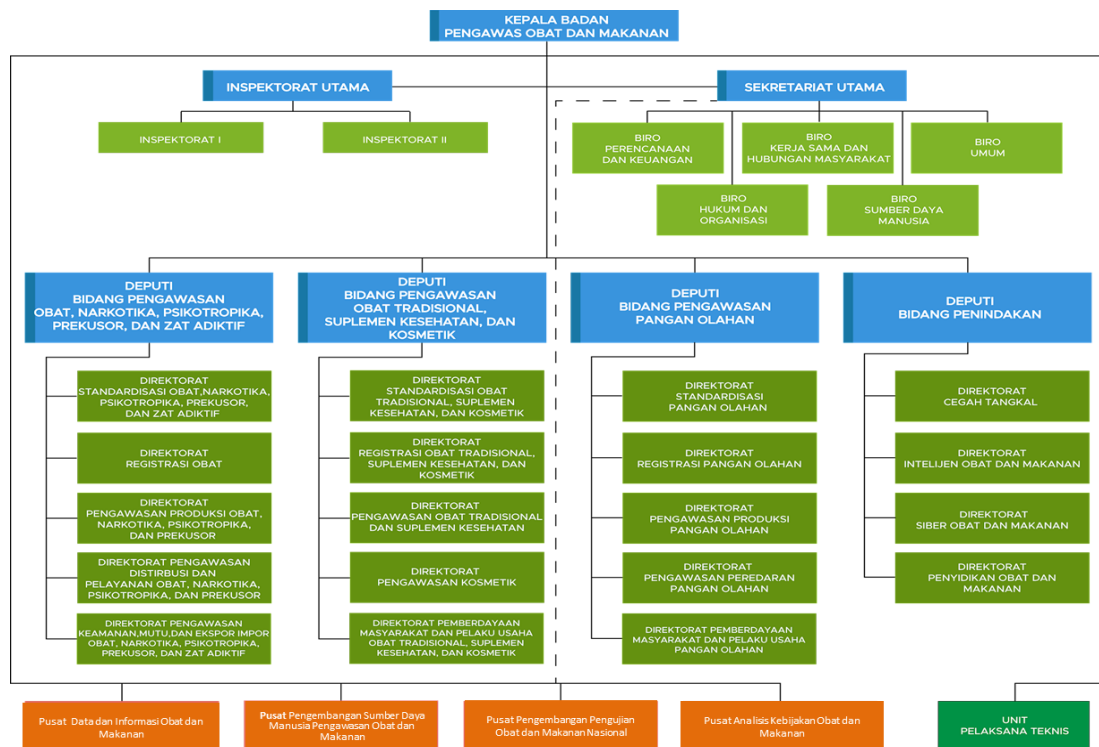 KEPALA BADAN
PENGAWAS OBAT DAN MAKANAN
INSPEKTORAT UTAMA
SEKRETARIAT UTAMA
INSPEKTORAT I
INSPEKTORAT II
BIRO
PERENCANAAN
DAN KEUANGAN
BIRO
KERJA SAMA DAN
HUBUNGAN MASYARAKAT
BIRO
UMUM
BIRO
HUKUM DAN
ORGANISASI
BIRO
SUMBER DAYA
MANUSIA
DEPUTI
BIDANG PENGAWASAN
OBAT, NARKOTIKA, PSIKOTROPIKA,
PREKUSOR, DAN ZAT ADIKTIF
DIREKTORAT
STANDARDISASI OBAT,NARKOTIKA,
PSIKOTROPIKA, PREKUSOR,
DAN ZAT ADIKTIF
DIREKTORAT
REGISTRASI OBAT
DIREKTORAT
PENGAWASAN PRODUKSI OBAT,
NARKOTIKA, PSIKOTROPIKA,
DAN PREKUSOR
DIREKTORAT PENGAWASAN
DISTIRBUSI DAN
PELAYANAN OBAT, NARKOTIKA,
PSIKOTROPIKA, DAN PREKUSOR
DIREKTORAT PENGAWASAN
KEAMANAN,MUTU,DAN EKSPOR IMPOR
OBAT, NARKOTIKA, PSIKOTROPIKA,
PREKUSOR, DAN ZAT ADIKTIF
DEPUTI
BIDANG PENGAWASAN
OBAT TRADISIONAL,
SUPLEMEN KESEHATAN, DAN
KOSMETIK
DIREKTORAT
STANDARDISASI OBAT
TRADISIONAL, SUPLEMEN
KESEHATAN, DAN KOSMETIK
DIREKTORAT
REGISTRASI OBAT TRADISIONAL,
SUPLEMEN KESEHATAN, DAN
KOSMETIK
DIREKTORAT
PENGAWASAN OBAT TRADISIONAL
DAN SUPLEMEN KESEHATAN
DIREKTORAT
PENGAWASAN KOSMETIK
DIREKTORAT PEMBERDAYAAN
MASYARAKAT DAN PELAKU USAHA
OBAT TRADISIONAL, SUPLEMEN
KESEHATAN, DAN KOSMETIK
DEPUTI
BIDANG PENGAWASAN
PANGAN OLAHAN
DIREKTORAT
STANDARDISASI
PANGAN OLAHAN
DIREKTORAT
REGISTRASI PANGAN OLAHAN
DIREKTORAT
PENGAWASAN PRODUKSI
PANGAN OLAHAN
DIREKTORAT
PENGAWASAN PEREDARAN
PANGAN OLAHAN
DIREKTORAT PEMBERDAYAAN
MASYARAKAT DAN PELAKU USAHA
PANGAN OLAHAN
DEPUTI
BIDANG PENINDAKAN
DIREKTORAT
CEGAH TANGKAL
DIREKTORAT
INTELIJEN OBAT DAN MAKANAN
DIREKTORAT
SIBER OBAT DAN MAKANAN
DIREKTORAT
PENYIDIKAN OBAT DAN
MAKANAN
Pusat Data dan Informasi Obat dan
Makanan
Pusat Pengembangan Sumber Daya
Manusia Pengawasan Obat dan
Makanan
Pusat Pengembangan Pengujian
Obat dan Makanan Nasional
Pusat Analisis Kebijakan Obat dan
Makanan
UNIT
PELAKSANA TEKNIS